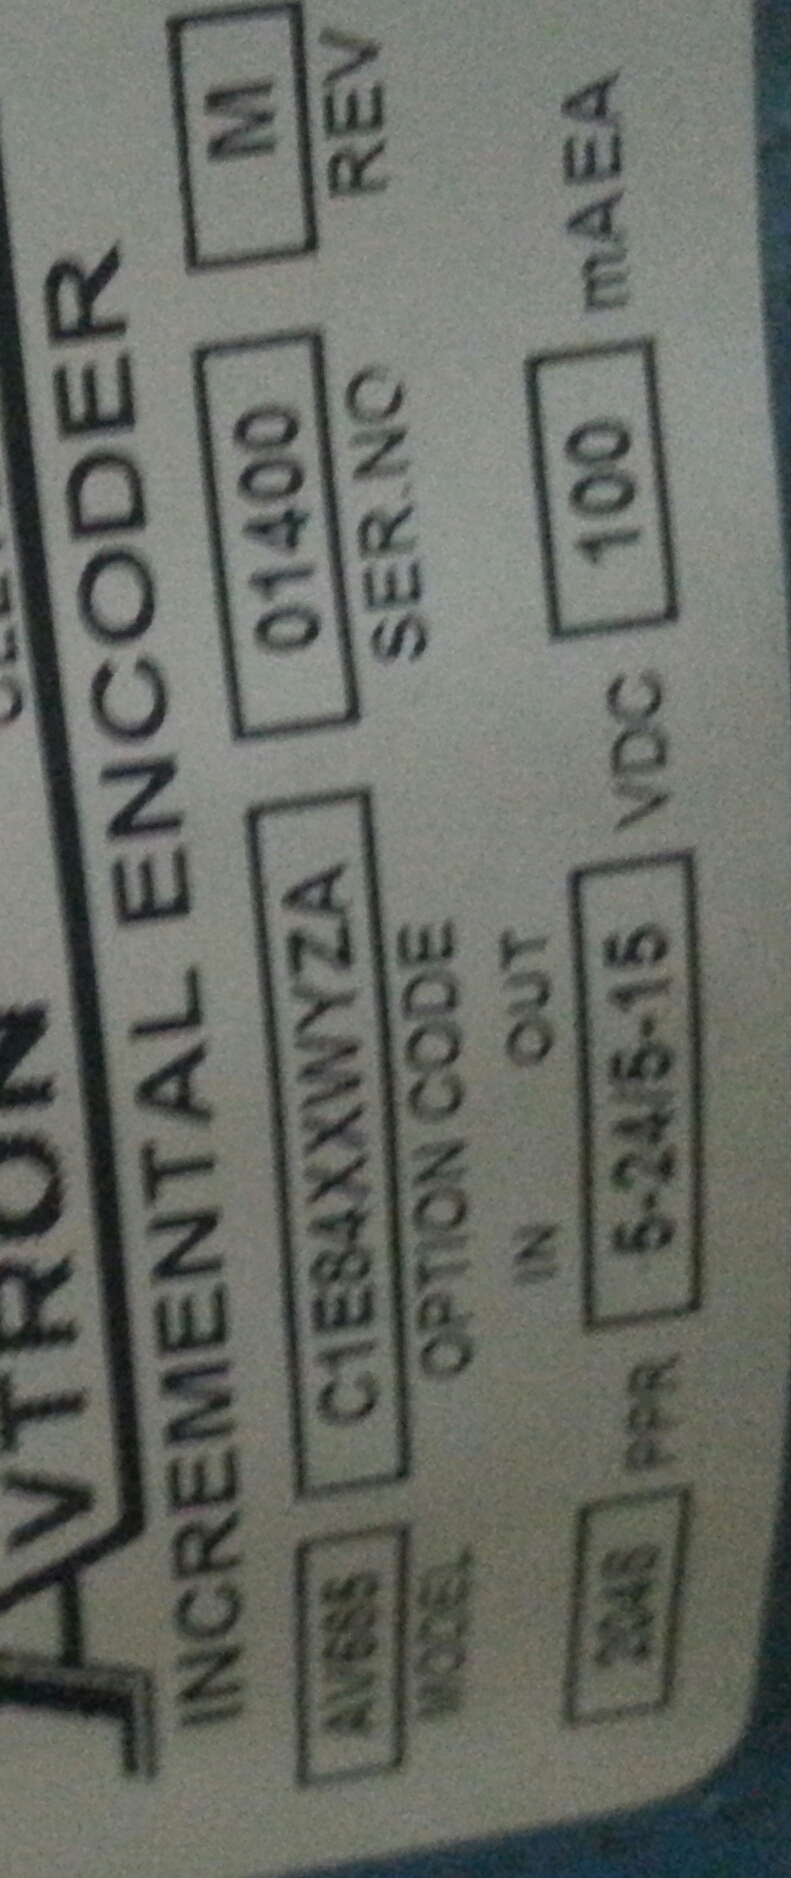 AVTRON
INCREMENTAL ENCODER
AV685 C1E84XXWYZA 01400 M
MODEL OPTION CODE SER.NO REV
IN OUT
2048 PPR 5-24/5-15 VDC 100 mAEA